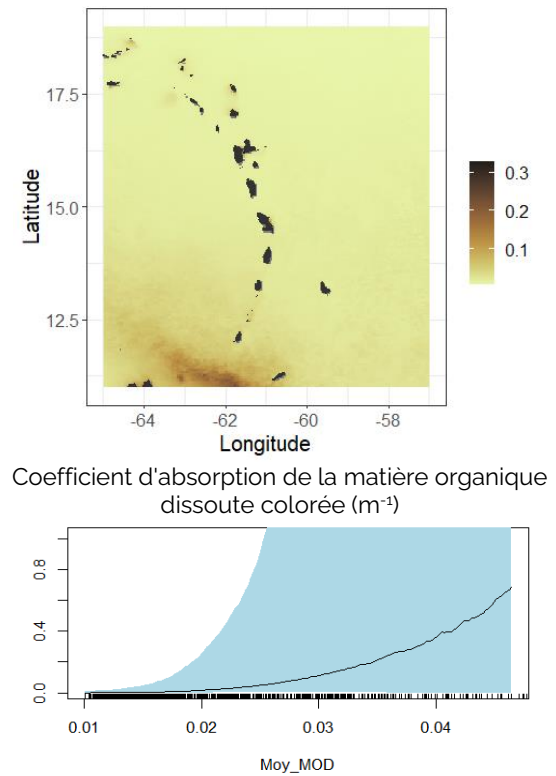 17.5
15.0
12.5
Latitude
-64 -62 -60 -58
Longitude
0.3
0.2
0.1
Coefficient d'absorption de la matière organique
dissoute colorée (m⁻¹)
0.8
0.4
0.0
0.01 0.02 0.03 0.04
Moy_MOD